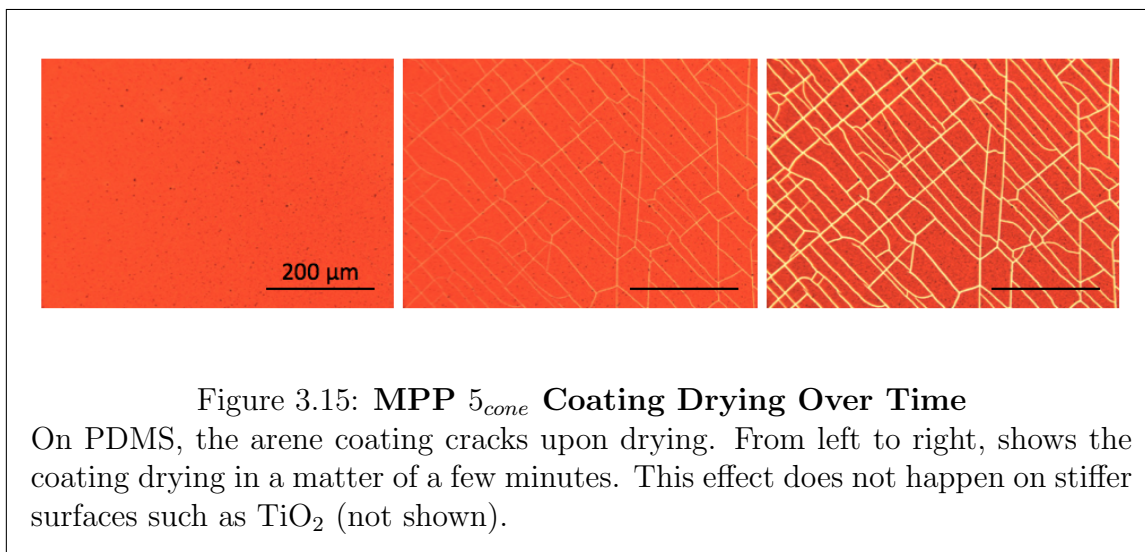 200 μm
Figure 3.15: MPP 5cone Coating Drying Over Time
On PDMS, the arene coating cracks upon drying. From left to right, shows the
coating drying in a matter of a few minutes. This effect does not happen on stiffer
surfaces such as TiO2 (not shown).